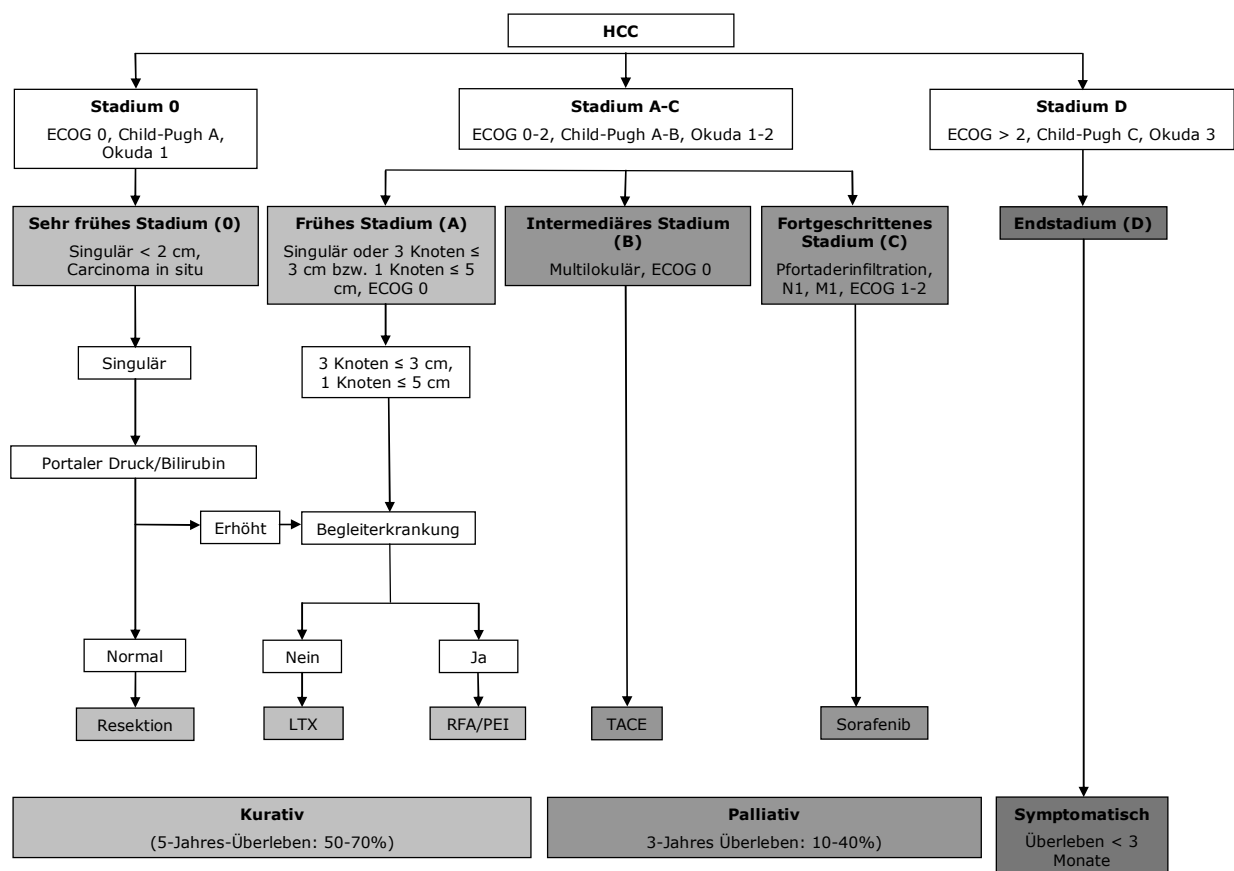 HCC
Stadium 0
ECOG 0, Child-Pugh A,
Okuda 1
Stadium A-C
ECOG 0-2, Child-Pugh A-B, Okuda 1-2
Stadium D
ECOG > 2, Child-Pugh C, Okuda 3
Sehr frühes Stadium (0)
Singulär < 2 cm,
Carcinoma in situ
Frühes Stadium (A)
Singulär oder 3 Knoten ≤
3 cm bzw. 1 Knoten ≤ 5
cm, ECOG 0
Intermediäres Stadium
(B)
Multilokulär, ECOG 0
Fortgeschrittenes
Stadium (C)
Pfortaderinfiltration,
N1, M1, ECOG 1-2
Endstadium (D)
Singulär
3 Knoten ≤ 3 cm,
1 Knoten ≤ 5 cm
Portaler Druck/Bilirubin
Erhöht
Begleiterkrankung
Normal
Nein
Ja
Resektion
LTX
RFA/PEI
TACE
Sorafenib
Kurativ
(5-Jahres-Überleben: 50-70%)
Palliativ
3-Jahres Überleben: 10-40%)
Symptomatisch
Überleben < 3
Monate